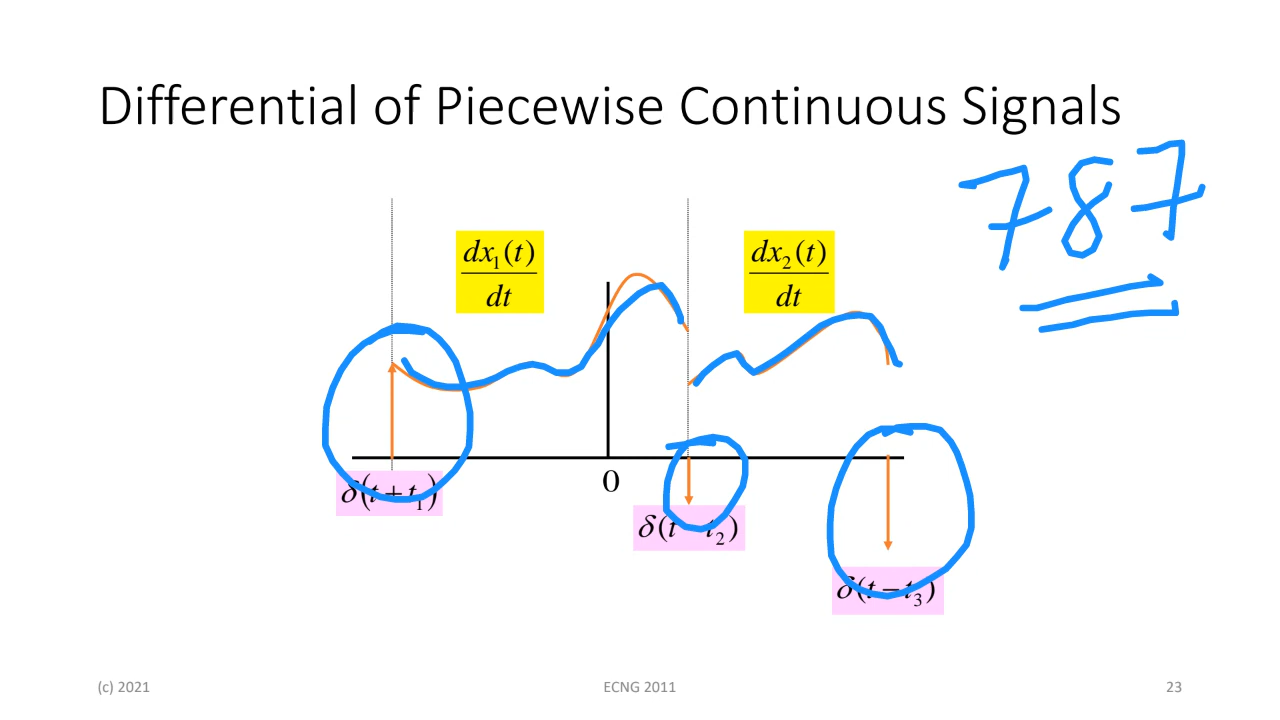 Differential of Piecewise Continuous Signals
787
dx₁(t)/dt
dx₂(t)/dt
0
δ(t + t₁)
δ(t − t₂)
δ(t − t₃)
(c) 2021
ECNG 2011
23